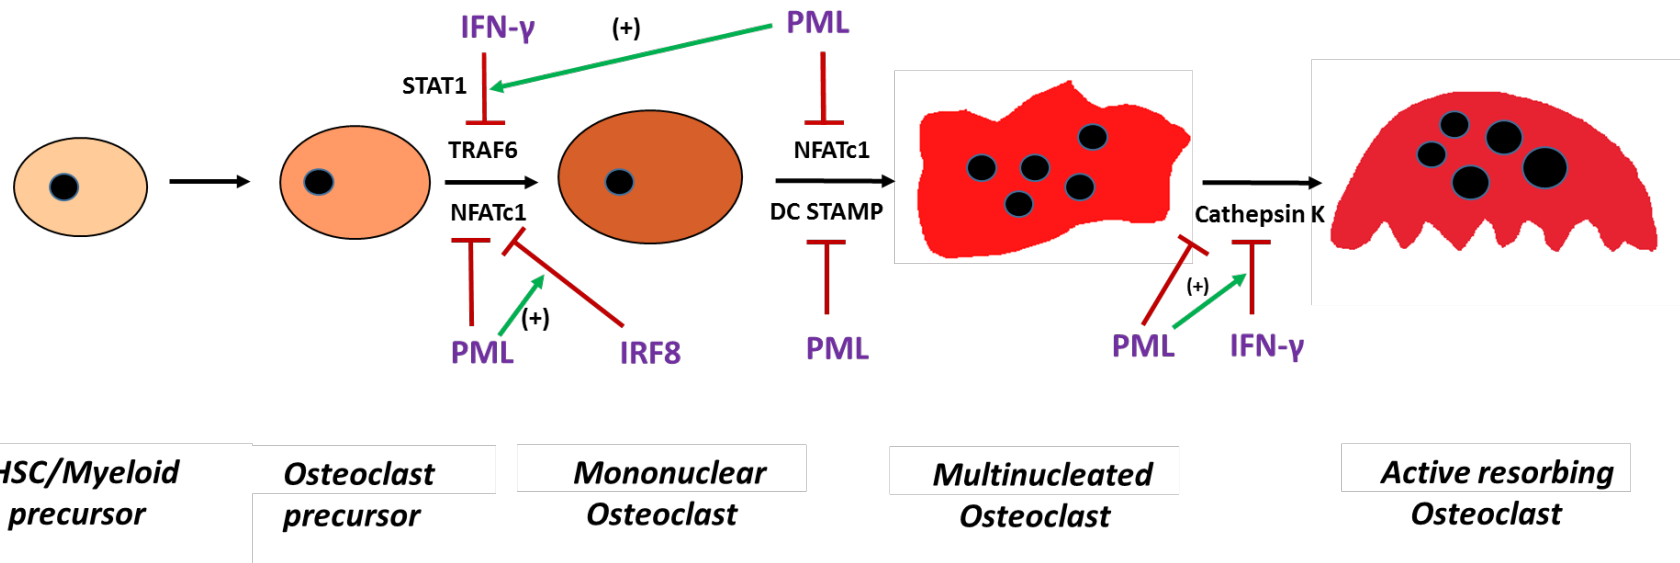 IFN-γ
(+)
PML
STAT1
TRAF6
NFATc1
NFATc1
DC STAMP
Cathepsin K
(+)
(+)
PML
IRF8
PML
PML
IFN-γ
HSC/Myeloid
precursor
Osteoclast
precursor
Mononuclear
Osteoclast
Multinucleated
Osteoclast
Active resorbing
Osteoclast